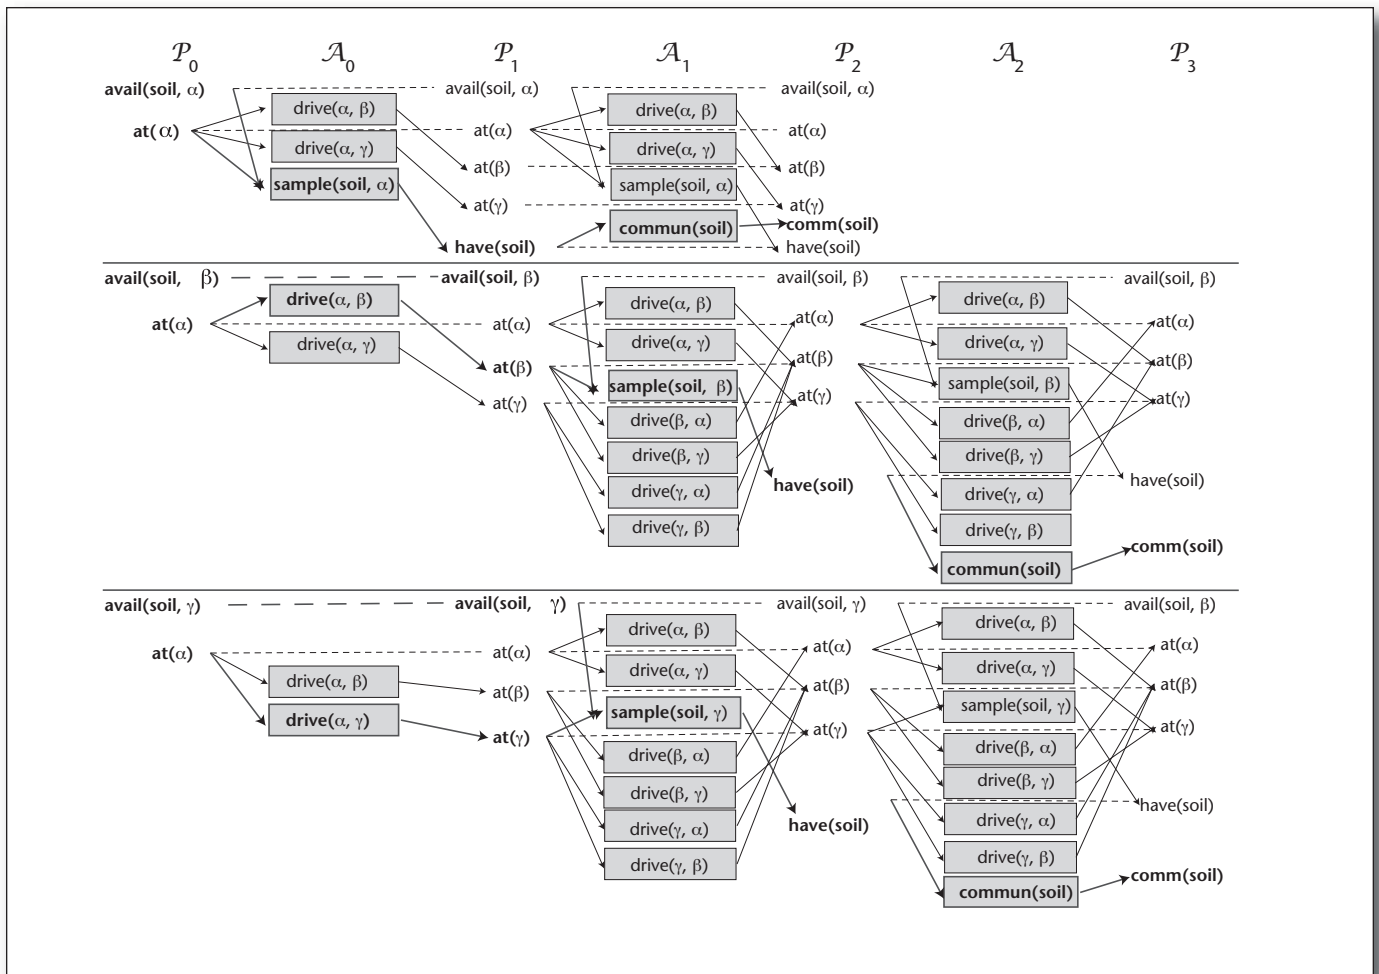 P0 A0 P1 A1 P2 A2 P3
avail(soil, α) avail(soil, α) avail(soil, α)
drive(α, β) drive(α, β)
at(α) at(α) at(α)
drive(α, γ) drive(α, γ)
at(β) at(β)
sample(soil, α) sample(soil, α)
at(γ) at(γ)
commun(soil) comm(soil)
have(soil) have(soil)
avail(soil, β) avail(soil, β) avail(soil, β) avail(soil, β)
drive(α, β) drive(α, β) drive(α, β)
at(α) at(α) at(α) at(α)
drive(α, γ) drive(α, γ) drive(α, γ)
at(β) at(β) at(β)
sample(soil, β) sample(soil, β)
at(γ) at(γ) at(γ)
drive(β, α) drive(β, α)
drive(β, γ) drive(β, γ)
have(soil) have(soil)
drive(γ, α) drive(γ, α)
drive(γ, β) drive(γ, β)
comm(soil)
commun(soil)
avail(soil, γ) avail(soil, γ) avail(soil, γ) avail(soil, β)
drive(α, β) drive(α, β)
at(α) at(α) at(α) at(α)
drive(α, γ) drive(α, γ)
drive(α, β) at(β) at(β) at(β)
sample(soil, γ) sample(soil, γ)
drive(α, γ) at(γ) at(γ) at(γ)
drive(β, α) drive(β, α)
drive(β, γ) drive(β, γ)
have(soil)
have(soil)
drive(γ, α) drive(γ, α)
drive(γ, β) drive(γ, β)
comm(soil)
commun(soil)